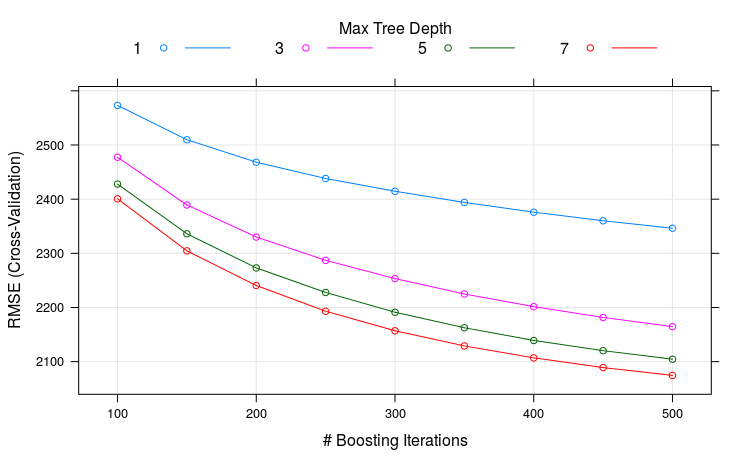 Max Tree Depth
1 3 5 7
RMSE (Cross-Validation)
2500
2400
2300
2200
2100
100 200 300 400 500
# Boosting Iterations